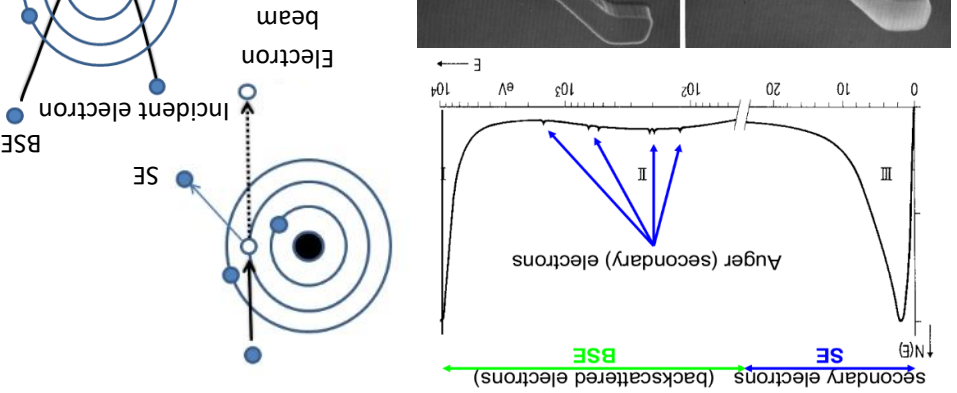 secondary electrons (backscattered electrons)
SE BSE
N(E)
Auger (secondary) electrons
III II I
0 10 20 10² 10³ eV 10⁴
E
SE
BSE
Incident electron
Electron
beam